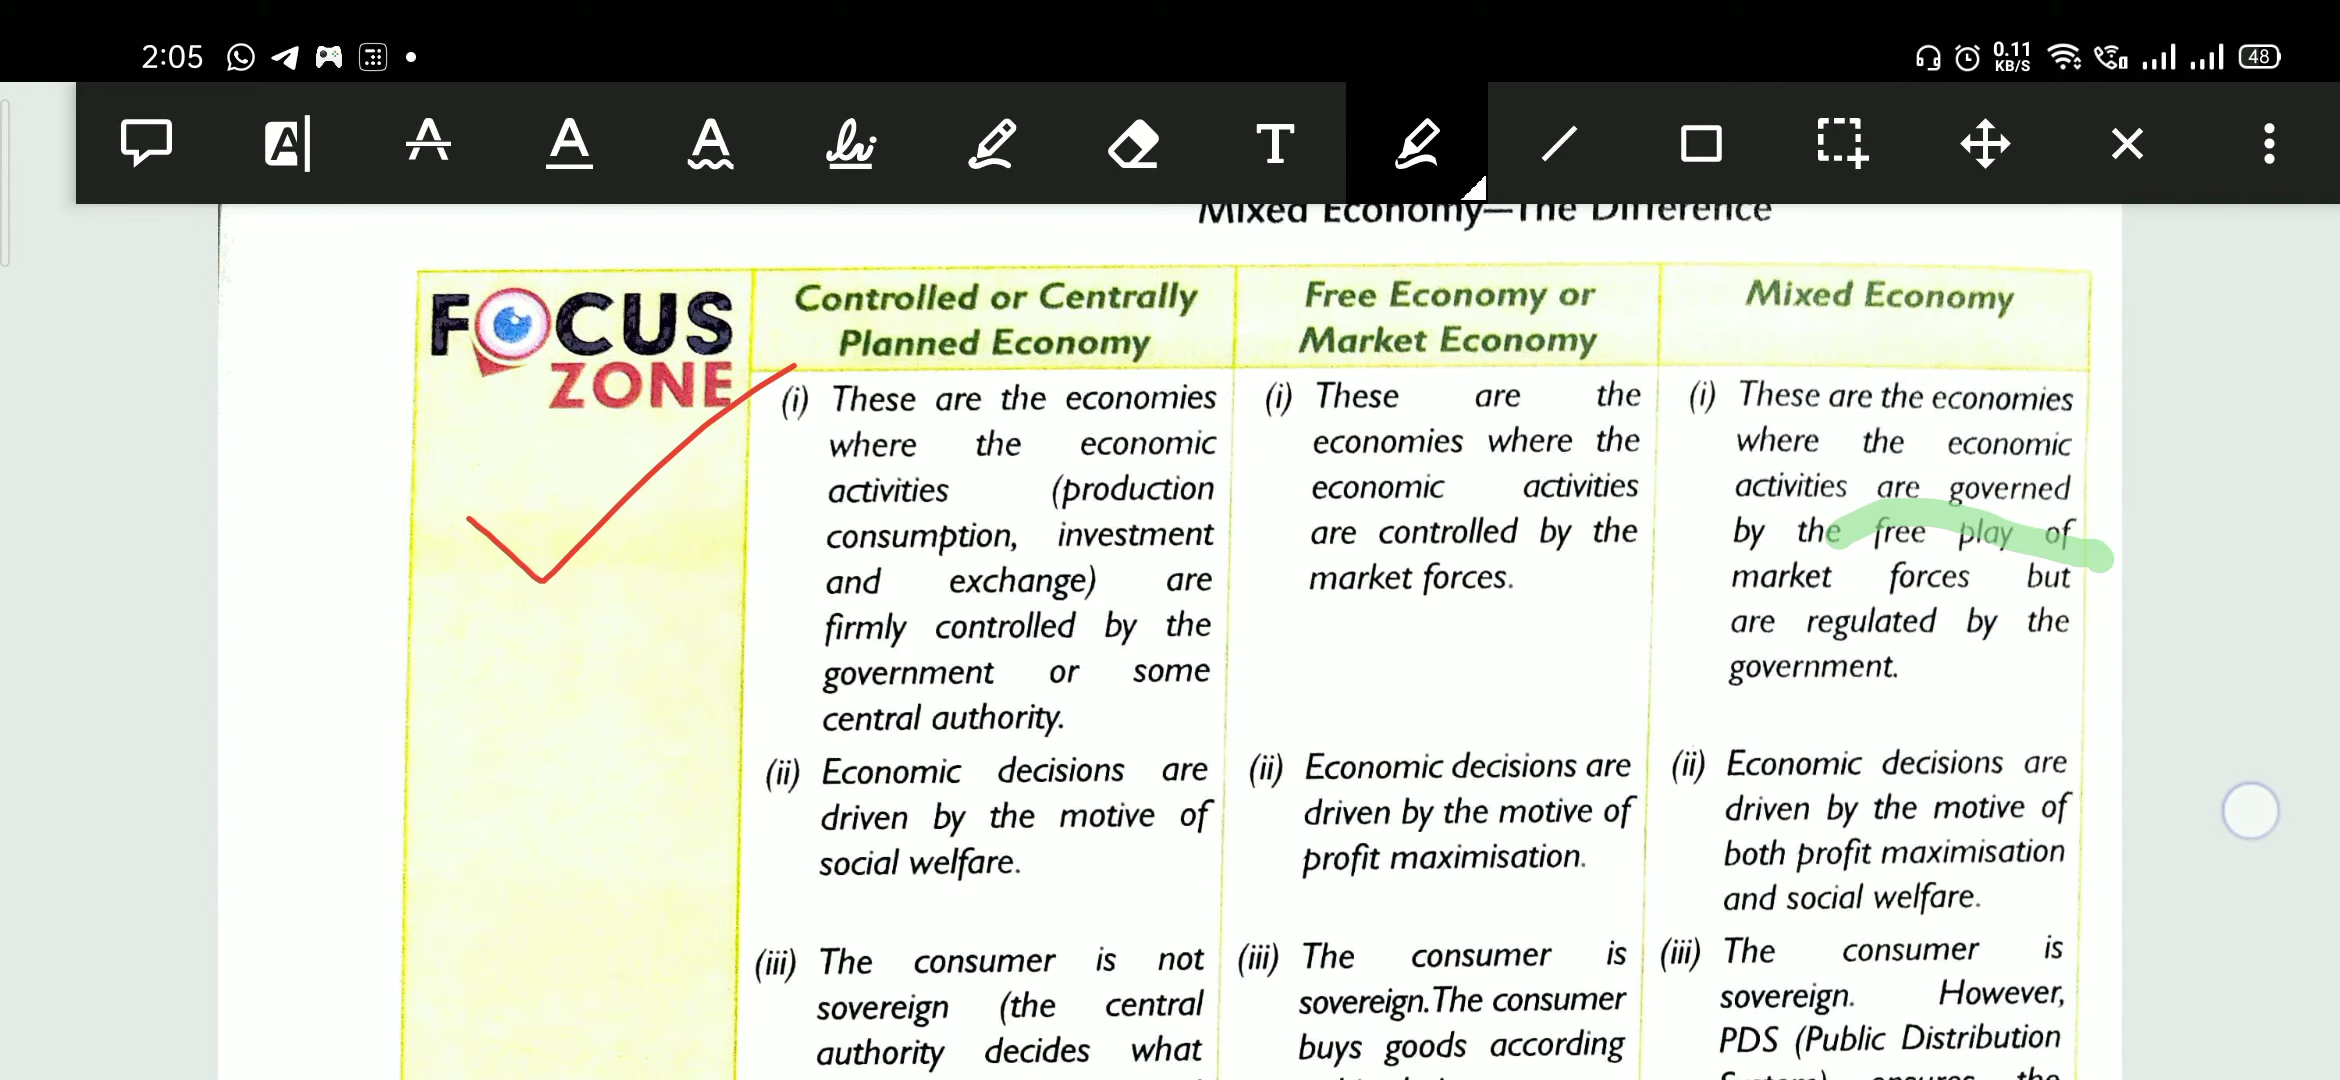 2:05
0.11
KB/S
48
Mixed Economy—The Difference
FOCUS
ZONE
Controlled or Centrally
Planned Economy
(i) These are the economies
where the economic
activities (production
consumption, investment
and exchange) are
firmly controlled by the
government or some
central authority.
(ii) Economic decisions are
driven by the motive of
social welfare.
(iii) The consumer is not
sovereign (the central
authority decides what
Free Economy or
Market Economy
(i) These are the
economies where the
economic activities
are controlled by the
market forces.
(ii) Economic decisions are
driven by the motive of
profit maximisation.
(iii) The consumer is
sovereign. The consumer
buys goods according
Mixed Economy
(i) These are the economies
where the economic
activities are governed
by the free play of
market forces but
are regulated by the
government.
(ii) Economic decisions are
driven by the motive of
both profit maximisation
and social welfare.
(iii) The consumer is
sovereign. However,
PDS (Public Distribution
System) ensures the